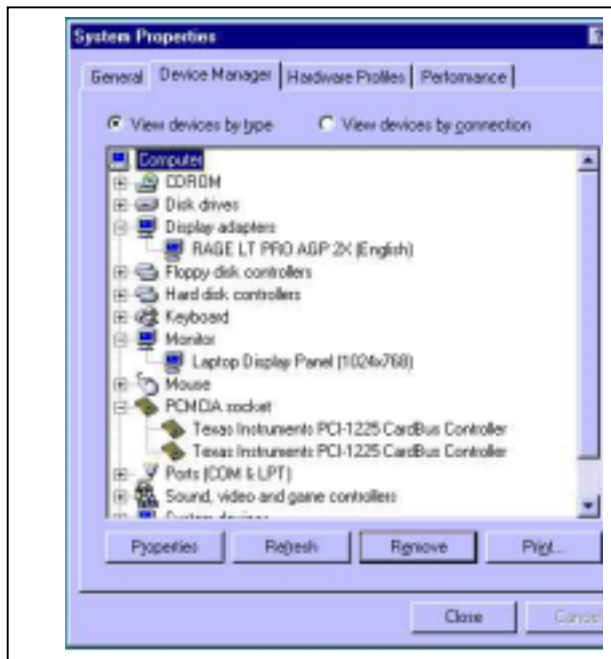 System Properties
?
General Device Manager Hardware Profiles Performance
View devices by type View devices by connection
Computer
CDROM
Disk drives
Display adapters
RAGE LT PRO AGP 2X (English)
Floppy disk controllers
Hard disk controllers
Keyboard
Monitor
Laptop Display Panel (1024x768)
Mouse
PCMCIA socket
Texas Instruments PCI-1225 CardBus Controller
Texas Instruments PCI-1225 CardBus Controller
Ports (COM & LPT)
Sound, video and game controllers
System devices
Properties Refresh Remove Print...
Close Cancel